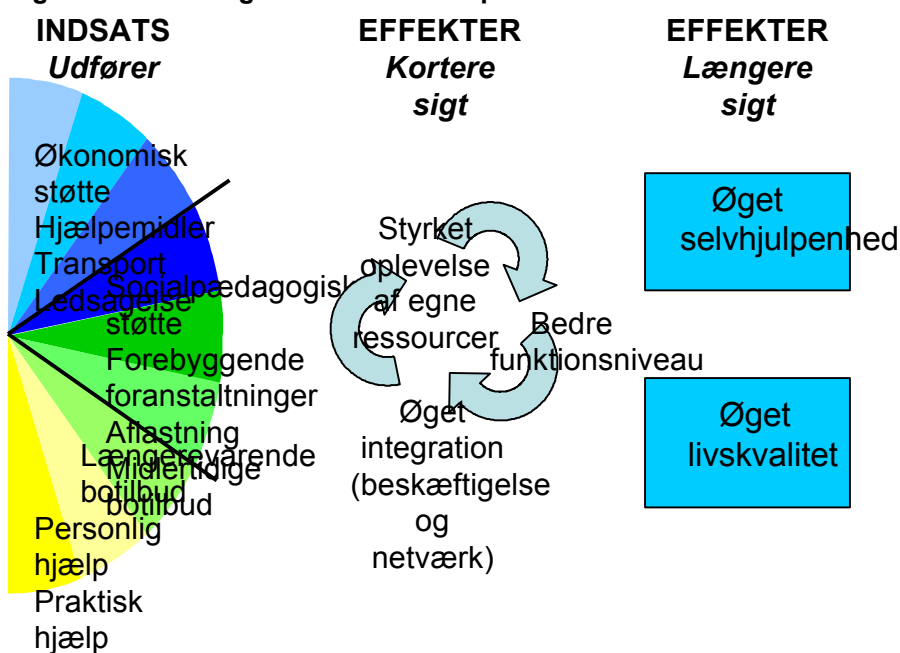 INDSATS
Udfører
Økonomisk
støtte
Hjælpemidler
Transport
Ledsagelse
Socialpædagogisk
støtte
Forebyggende
foranstaltninger
Aflastning
Midlertidige
botilbud
Længerevarende
botilbud
Personlig
hjælp
Praktisk
hjælp
EFFEKTER
Kortere
sigt
Styrket
oplevelse
af egne
ressourcer
Bedre
funktionsniveau
Øget
integration
(beskæftigelse
og
netværk)
EFFEKTER
Længere
sigt
Øget
selvhjulpenhed
Øget
livskvalitet